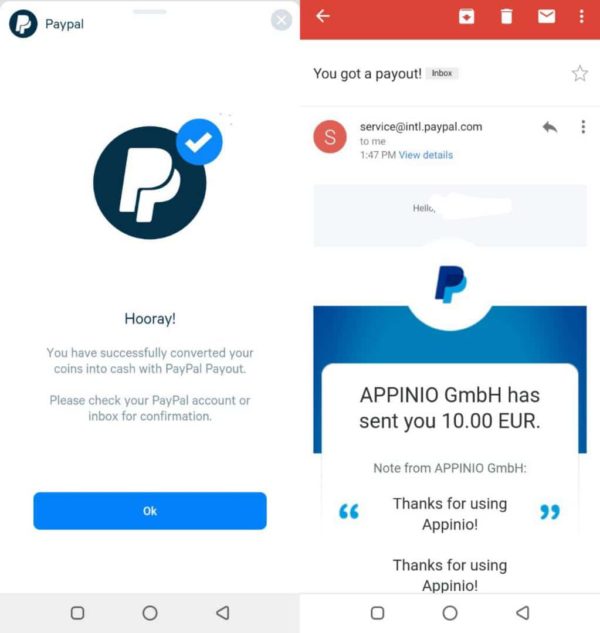 Paypal
Hooray!
You have successfully converted your
coins into cash with PayPal Payout.
Please check your PayPal account or
inbox for confirmation.
Ok
You got a payout! Inbox
S
service@intl.paypal.com
to me
1:47 PM View details
Hello,
APPINIO GmbH has
sent you 10.00 EUR.
Note from APPINIO GmbH:
“ Thanks for using ”
Appinio!
Thanks for using
Appinio!